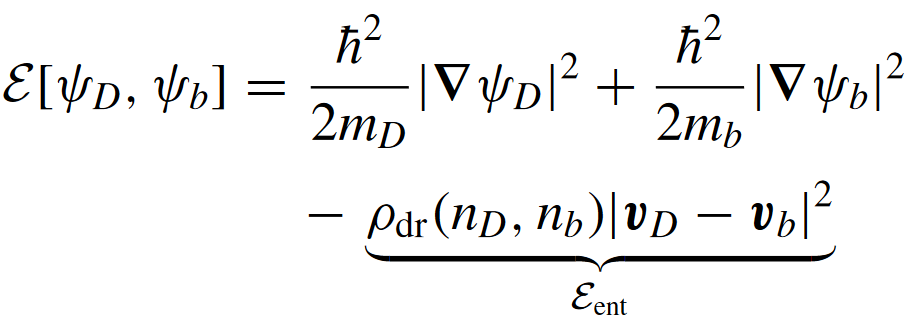 ℰ[ψ_D, ψ_b] = ħ²/2m_D |∇ψ_D|² + ħ²/2m_b |∇ψ_b|²
− ρ_dr(n_D, n_b)|𝒗_D − 𝒗_b|²
ℰ_ent